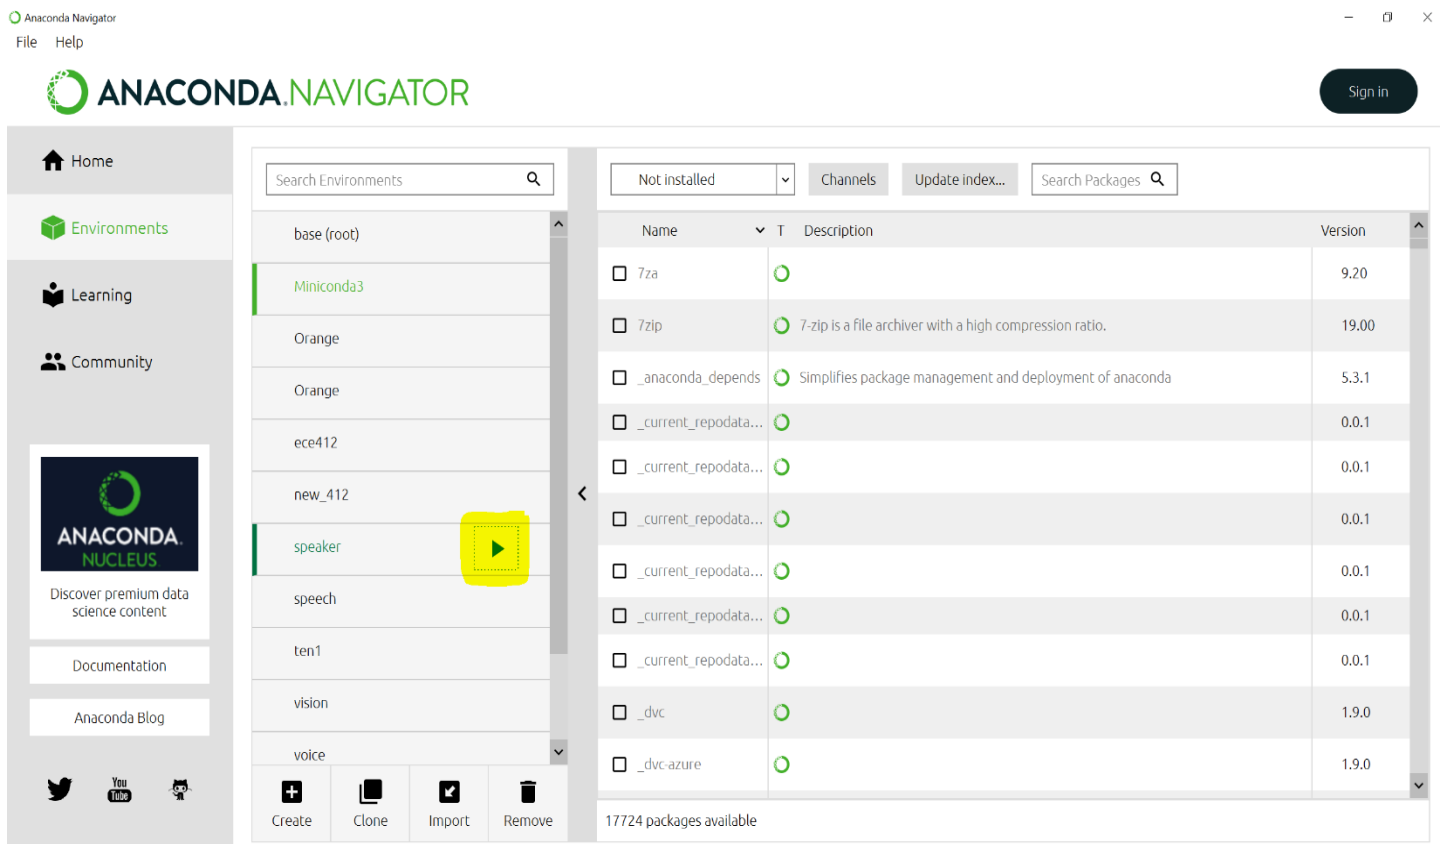 Anaconda Navigator
File Help
ANACONDA.NAVIGATOR
Sign in
Home
Environments
Learning
Community
ANACONDA.
NUCLEUS
Discover premium data
science content
Documentation
Anaconda Blog
You
Tube
Search Environments
base (root)
Miniconda3
Orange
Orange
ece412
new_412
speaker
speech
ten1
vision
voice
Create Clone Import Remove
Not installed Channels Update index... Search Packages
Name T Description Version
7za 9.20
7zip 7-zip is a file archiver with a high compression ratio. 19.00
_anaconda_depends Simplifies package management and deployment of anaconda 5.3.1
_current_repodata... 0.0.1
_current_repodata... 0.0.1
_current_repodata... 0.0.1
_current_repodata... 0.0.1
_current_repodata... 0.0.1
_current_repodata... 0.0.1
_dvc 1.9.0
_dvc-azure 1.9.0
17724 packages available